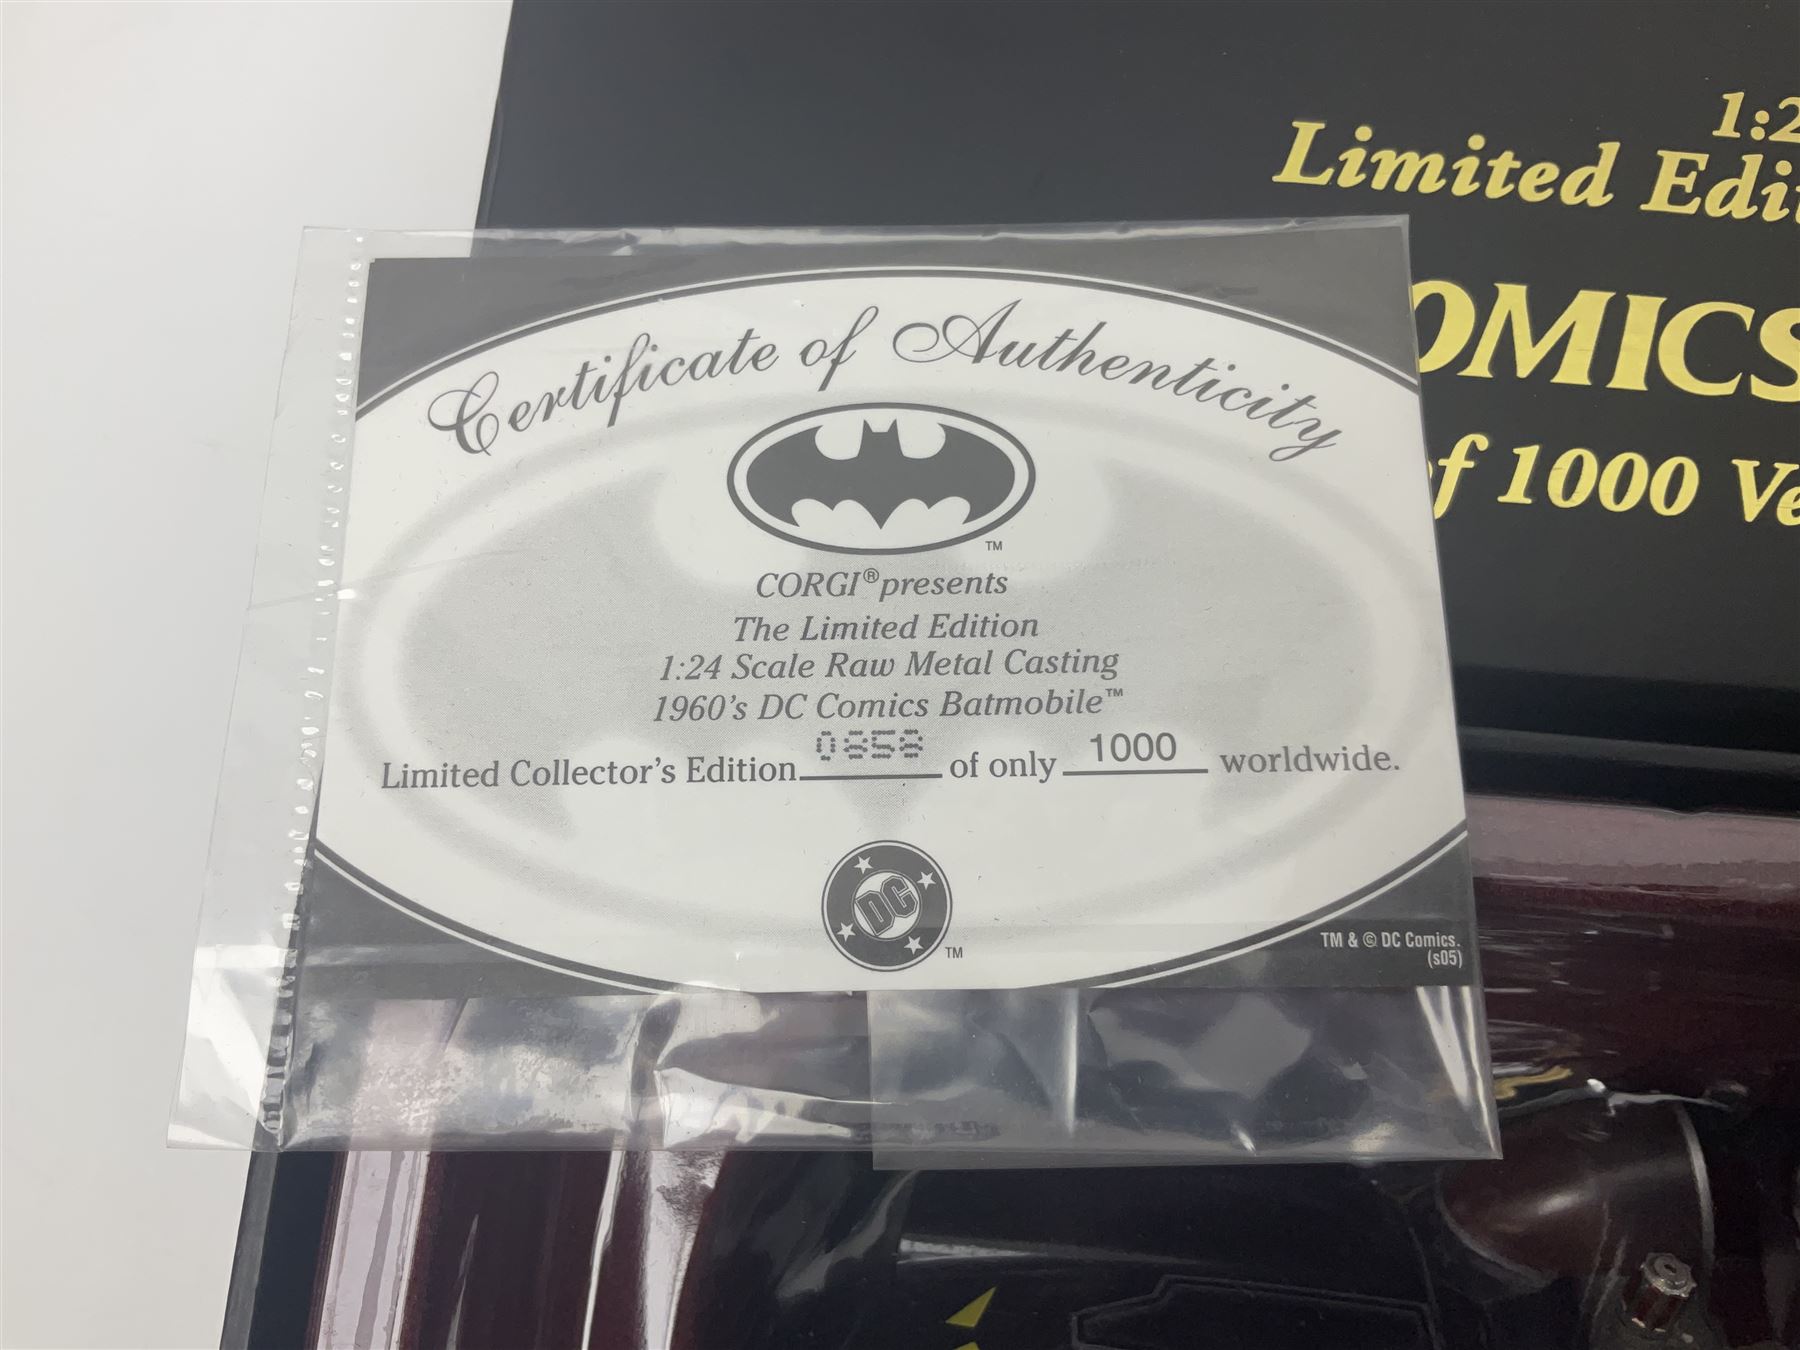 1:2
Limited Edi
OMICS
of 1000 Ve
Certificate of Authenticity
TM
CORGI® presents
The Limited Edition
1:24 Scale Raw Metal Casting
1960's DC Comics Batmobile™
Limited Collector's Edition 0858 of only 1000 worldwide.
DC
TM
TM & © DC Comics.
(s05)